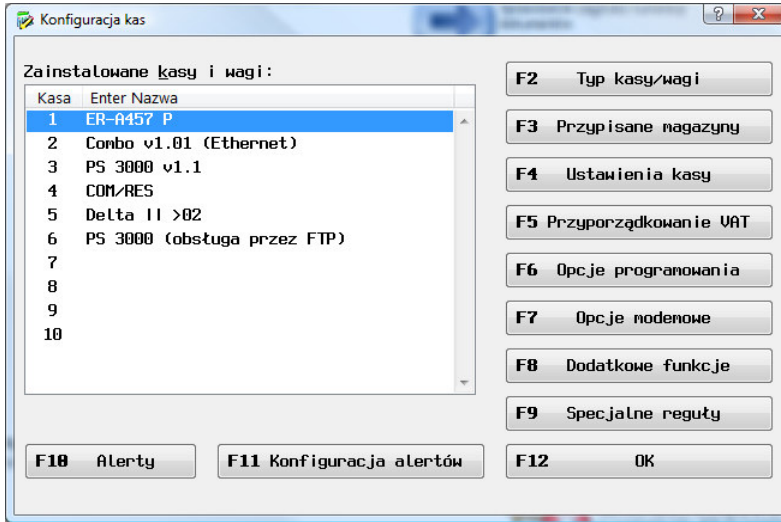 Konfiguracja kas
Zainstalowane kasy i wagi:
Kasa Enter Nazwa
1 ER-A457 P
2 Combo v1.01 (Ethernet)
3 PS 3000 v1.1
4 COM/RES
5 Delta II >02
6 PS 3000 (obsługa przez FTP)
7
8
9
10
F2 Typ kasy/wagi
F3 Przypisane magazyny
F4 Ustawienia kasy
F5 Przyporządkowanie VAT
F6 Opcje programowania
F7 Opcje modemowe
F8 Dodatkowe funkcje
F9 Specjalne reguły
F10 Alerty
F11 Konfiguracja alertów
F12 OK